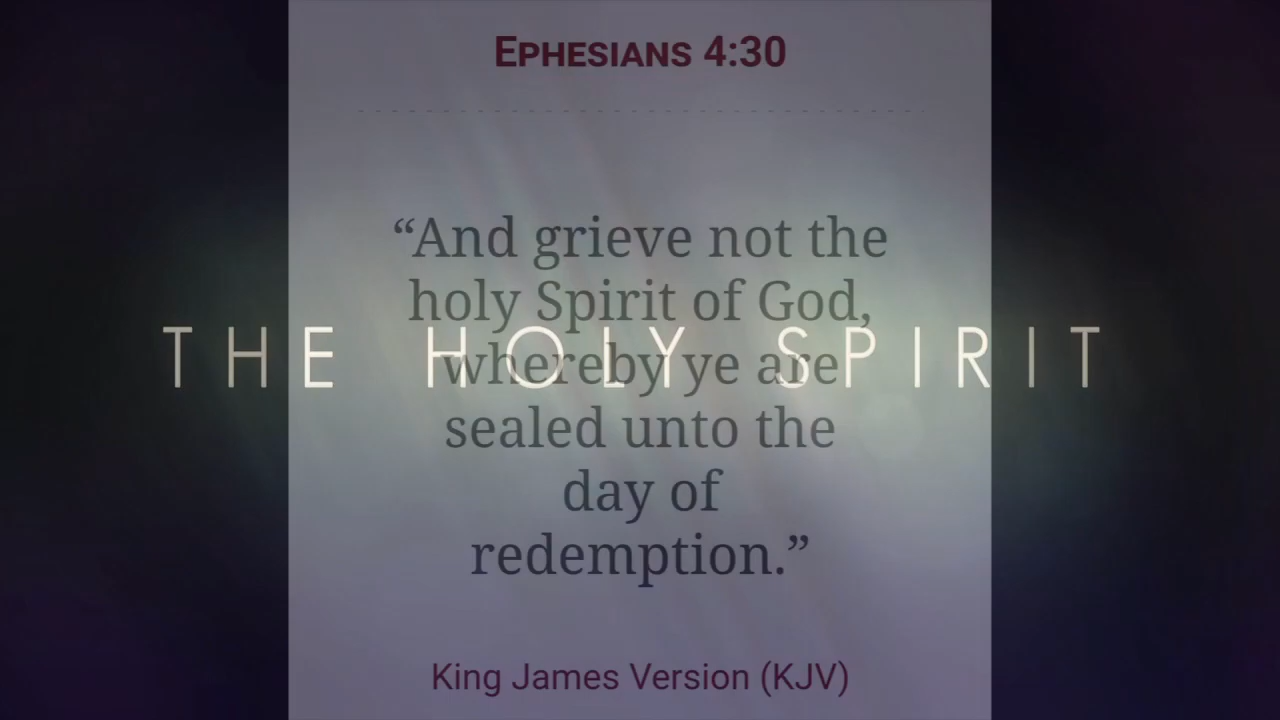 EPHESIANS 4:30
“And grieve not the
holy Spirit of God,
THE HOLY SPIRIT
whereby ye are
sealed unto the
day of
redemption.”
King James Version (KJV)